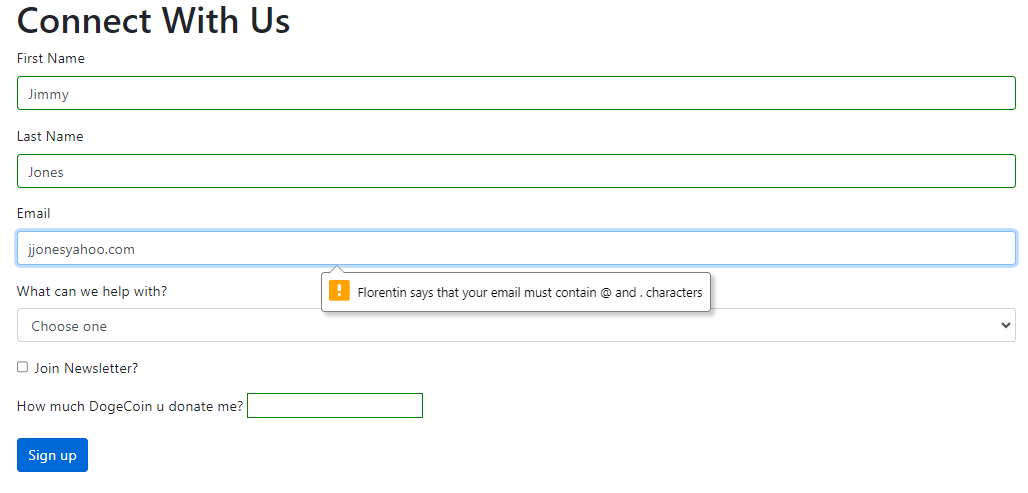 Connect With Us
First Name
Jimmy
Last Name
Jones
Email
jjonesyahoo.com
Florentin says that your email must contain @ and . characters
What can we help with?
Choose one
Join Newsletter?
How much DogeCoin u donate me?
Sign up